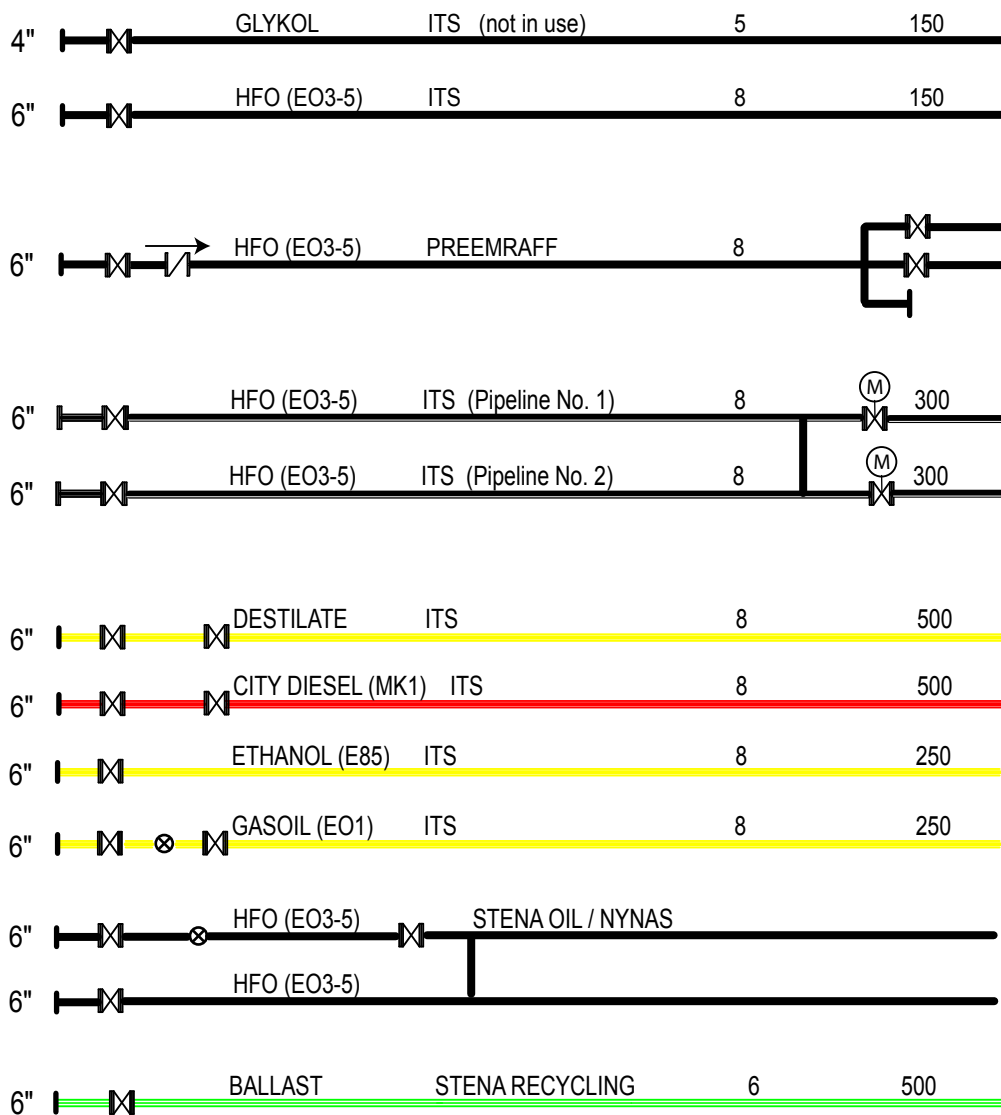 4" GLYKOL ITS (not in use) 5 150
6" HFO (EO3-5) ITS 8 150
6" HFO (EO3-5) PREEMRAFF 8
M
6" HFO (EO3-5) ITS (Pipeline No. 1) 8 300
M
6" HFO (EO3-5) ITS (Pipeline No. 2) 8 300
6" DESTILATE ITS 8 500
6" CITY DIESEL (MK1) ITS 8 500
6" ETHANOL (E85) ITS 8 250
6" GASOIL (EO1) ITS 8 250
6" HFO (EO3-5) STENA OIL / NYNAS
6" HFO (EO3-5)
6" BALLAST STENA RECYCLING 6 500